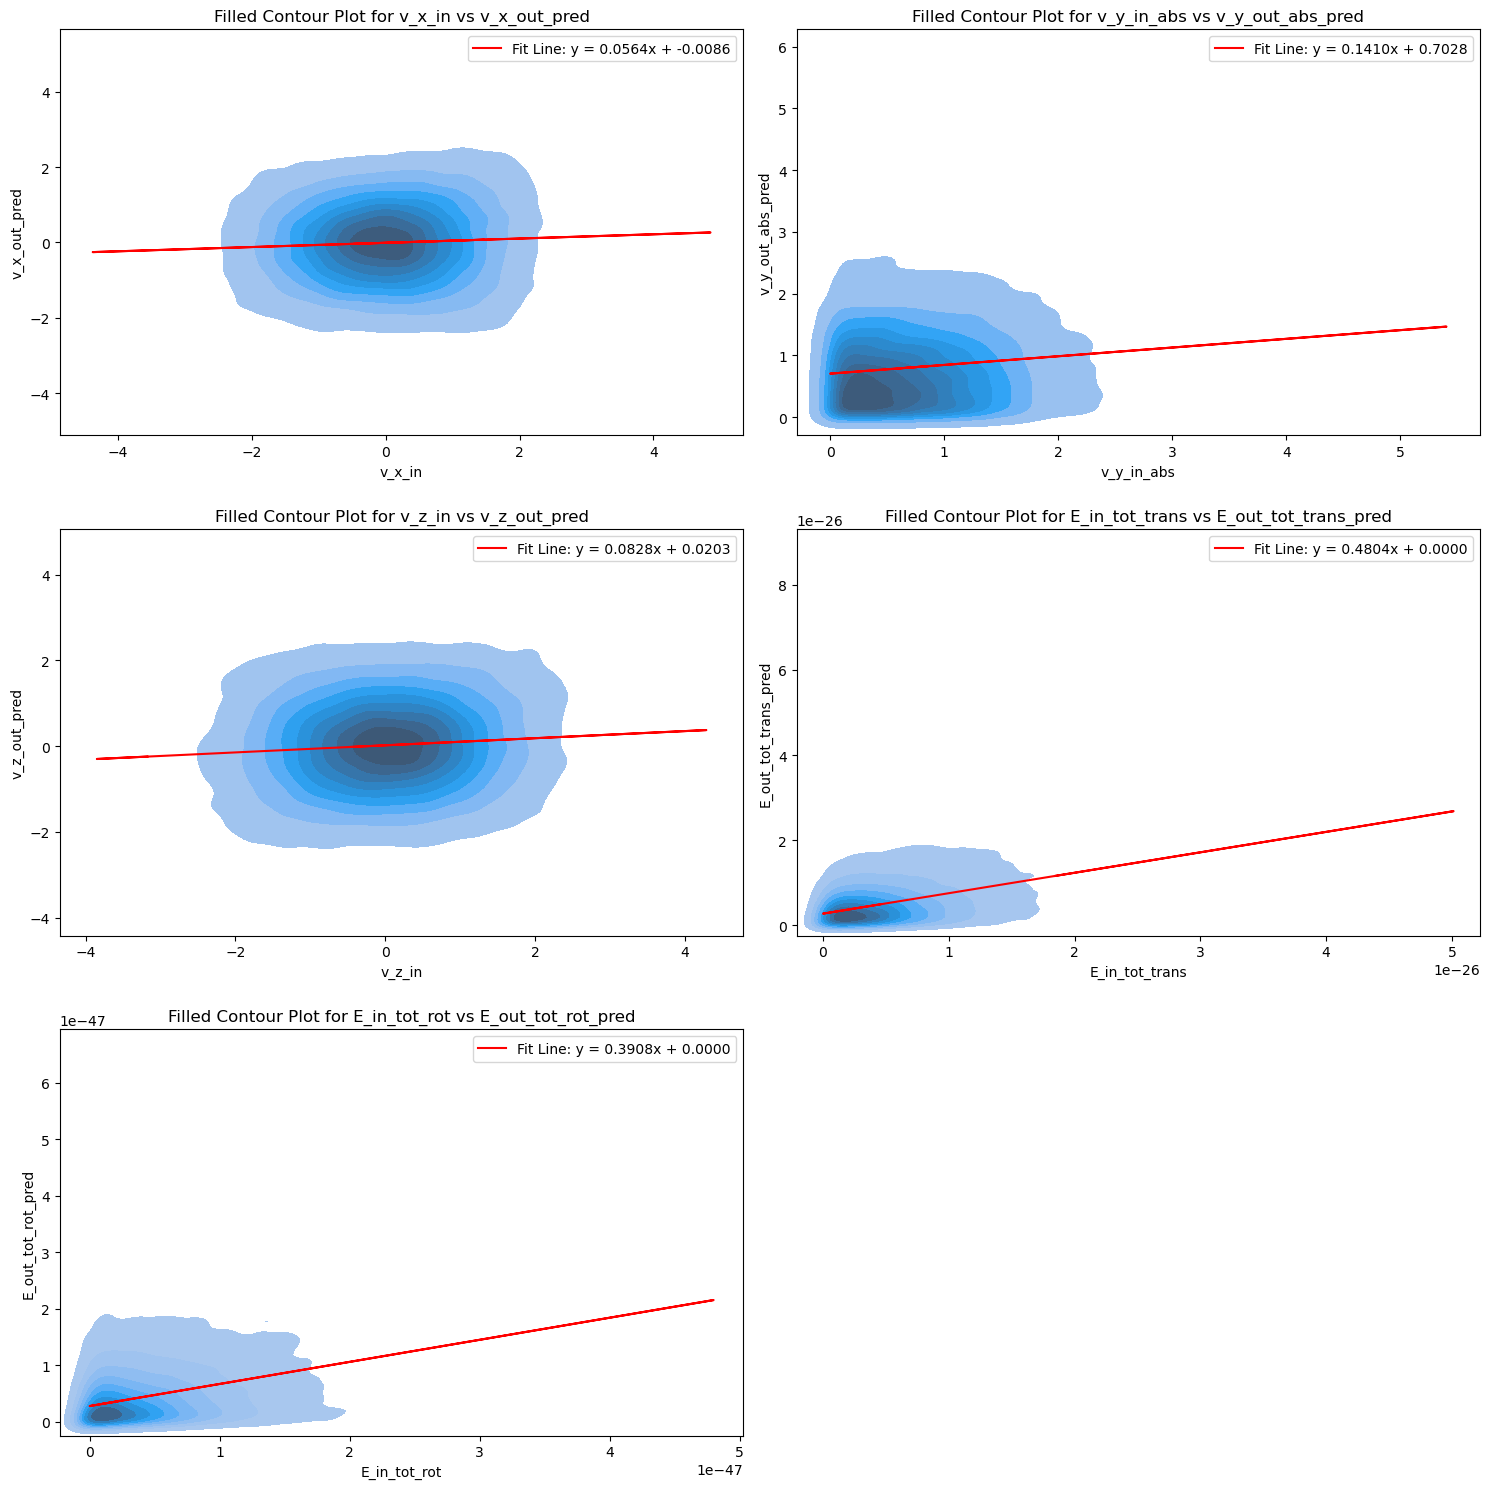 Filled Contour Plot for v_x_in vs v_x_out_pred
Fit Line: y = 0.0564x + -0.0086
4
2
0
−2
−4
v_x_out_pred
−4 −2 0 2 4
v_x_in
Filled Contour Plot for v_y_in_abs vs v_y_out_abs_pred
Fit Line: y = 0.1410x + 0.7028
6
5
4
3
2
1
0
v_y_out_abs_pred
0 1 2 3 4 5
v_y_in_abs
Filled Contour Plot for v_z_in vs v_z_out_pred
Fit Line: y = 0.0828x + 0.0203
4
2
0
−2
−4
v_z_out_pred
−4 −2 0 2 4
v_z_in
Filled Contour Plot for E_in_tot_trans vs E_out_tot_trans_pred
1e−26
Fit Line: y = 0.4804x + 0.0000
8
6
4
2
0
E_out_tot_trans_pred
0 1 2 3 4 5
1e−26
E_in_tot_trans
Filled Contour Plot for E_in_tot_rot vs E_out_tot_rot_pred
1e−47
Fit Line: y = 0.3908x + 0.0000
6
5
4
3
2
1
0
E_out_tot_rot_pred
0 1 2 3 4 5
1e−47
E_in_tot_rot